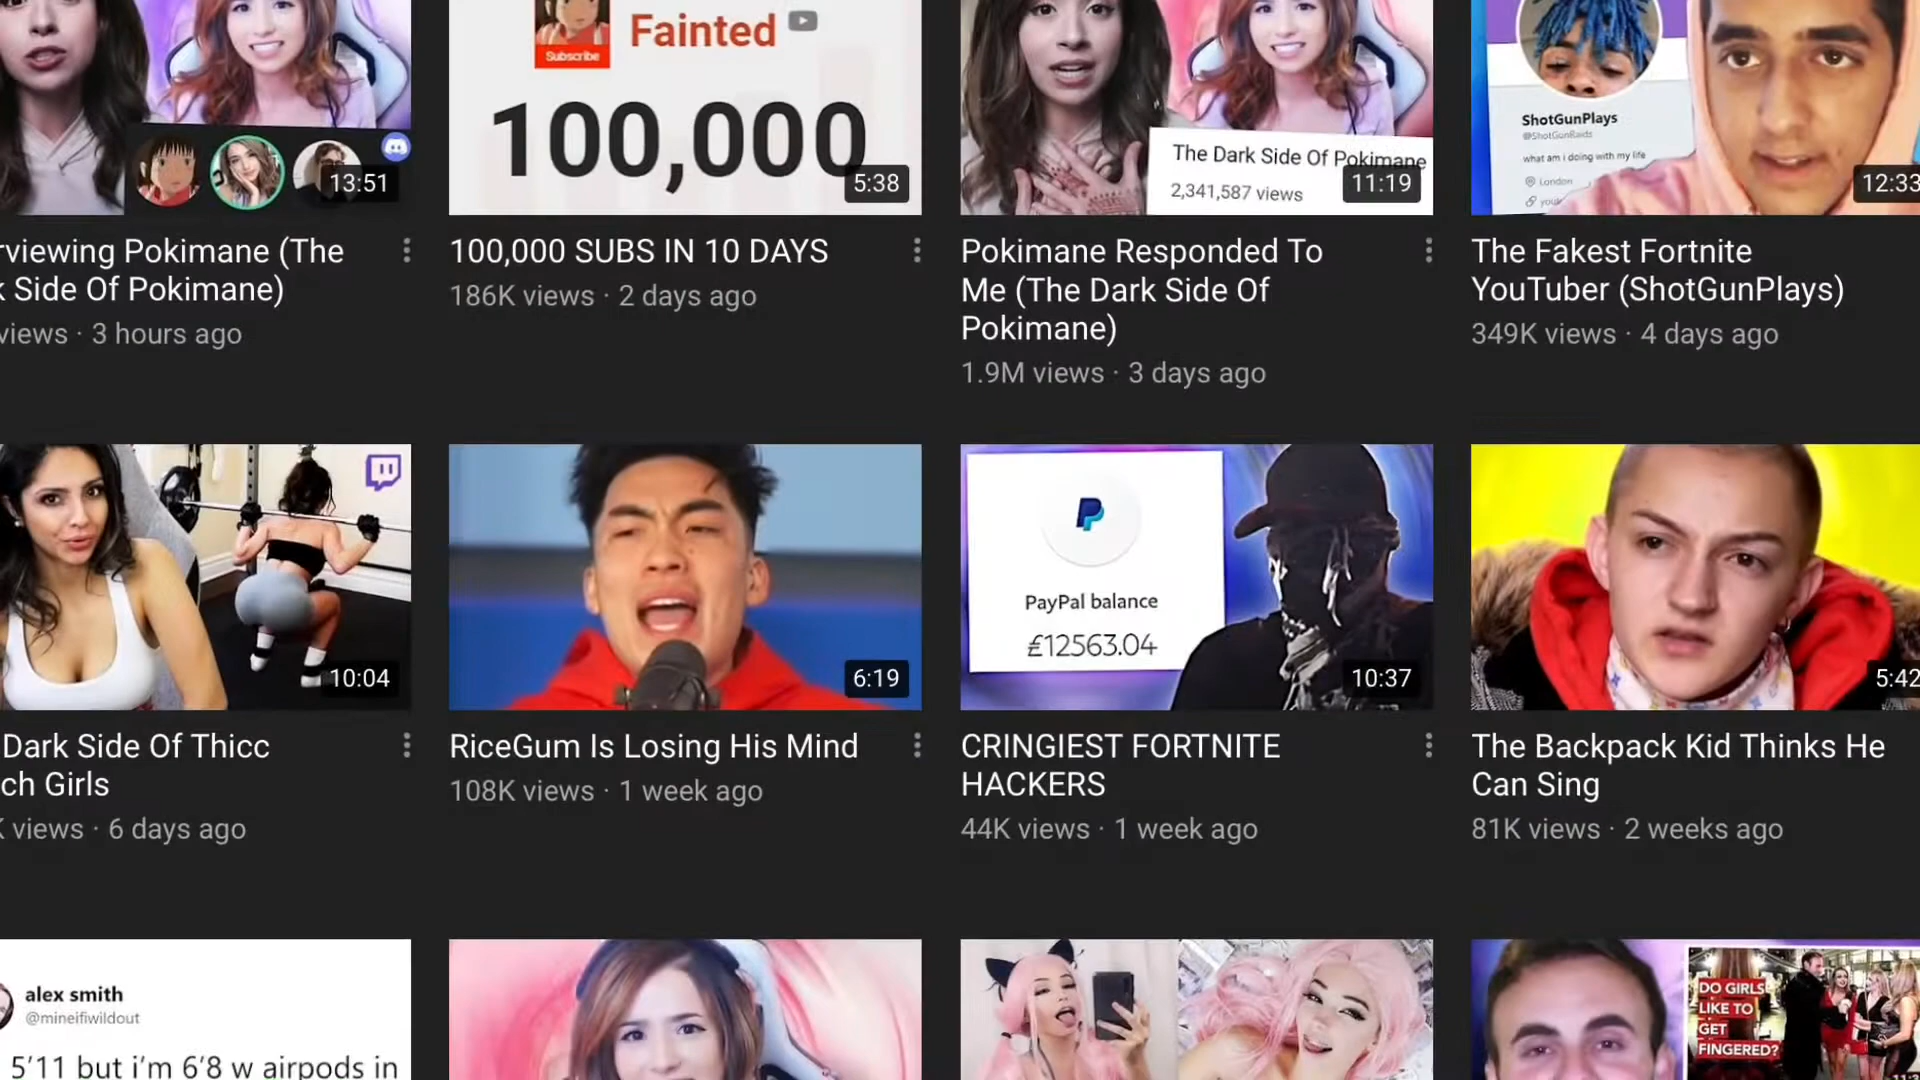 Fainted
Subscribe
100,000
The Dark Side Of Pokimane
2,341,587 views
ShotGunPlays
@ShotGunRaids
what am i doing with my life
London
13:51
5:38
11:19
12:33
Pokimane (The
Side Of Pokimane)
views · 3 hours ago
100,000 SUBS IN 10 DAYS
186K views · 2 days ago
Pokimane Responded To
Me (The Dark Side Of
Pokimane)
1.9M views · 3 days ago
The Fakest Fortnite
YouTuber (ShotGunPlays)
349K views · 4 days ago
PayPal balance
£12563.04
10:04
6:19
10:37
5:42
Dark Side Of Thicc
Girls
views · 6 days ago
RiceGum Is Losing His Mind
108K views · 1 week ago
CRINGIEST FORTNITE
HACKERS
44K views · 1 week ago
The Backpack Kid Thinks He
Can Sing
81K views · 2 weeks ago
alex smith
@mineifiwildout
5'11 but i'm 6'8 w airpods in
DO GIRLS
LIKE TO
GET
FINGERED?